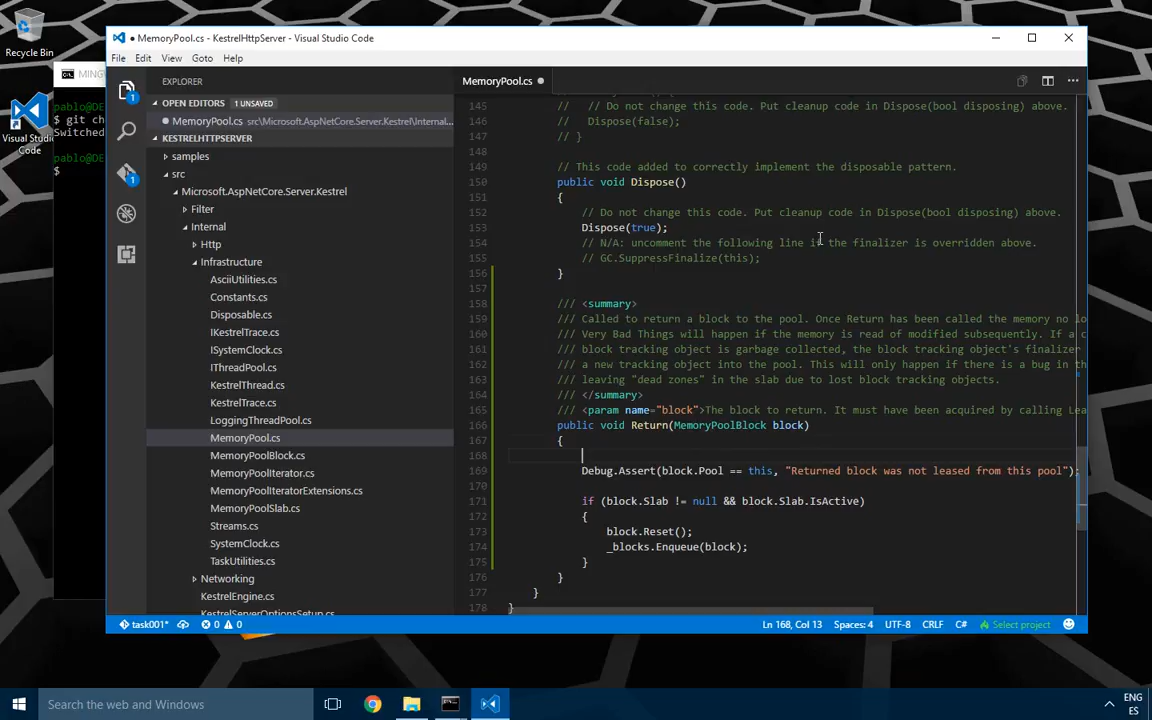 Recycle Bin
Visual Studio
Code
MING
pablo@DE
$ git ch
Switched
pablo@DE
$
● MemoryPool.cs - KestrelHttpServer - Visual Studio Code
File Edit View Goto Help
EXPLORER
OPEN EDITORS 1 UNSAVED
MemoryPool.cs src\Microsoft.AspNetCore.Server.Kestrel\Internal...
KESTRELHTTPSERVER
samples
src
Microsoft.AspNetCore.Server.Kestrel
Filter
Internal
Http
Infrastructure
AsciiUtilities.cs
Constants.cs
Disposable.cs
IKestrelTrace.cs
ISystemClock.cs
IThreadPool.cs
KestrelThread.cs
KestrelTrace.cs
LoggingThreadPool.cs
MemoryPool.cs
MemoryPoolBlock.cs
MemoryPoolIterator.cs
MemoryPoolIteratorExtensions.cs
MemoryPoolSlab.cs
Streams.cs
SystemClock.cs
TaskUtilities.cs
Networking
KestrelEngine.cs
KestrelServerOptionsSetup.cs
1
1
MemoryPool.cs
145
146 // // Do not change this code. Put cleanup code in Dispose(bool disposing) above.
147 // Dispose(false);
// }
148
149 // This code added to correctly implement the disposable pattern.
150 public void Dispose()
151 {
152 // Do not change this code. Put cleanup code in Dispose(bool disposing) above.
153 Dispose(true);
154 // N/A: uncomment the following line if the finalizer is overridden above.
155 // GC.SuppressFinalize(this);
156 }
157
158 /// <summary>
159 /// Called to return a block to the pool. Once Return has been called the memory no lo
160 /// Very Bad Things will happen if the memory is read of modified subsequently. If a c
161 /// block tracking object is garbage collected, the block tracking object's finalizer
162 /// a new tracking object into the pool. This will only happen if there is a bug in th
163 /// leaving "dead zones" in the slab due to lost block tracking objects.
164 /// </summary>
165 /// <param name="block">The block to return. It must have been acquired by calling Lea
166 public void Return(MemoryPoolBlock block)
167 {
168
169 Debug.Assert(block.Pool == this, "Returned block was not leased from this pool");
170
171 if (block.Slab != null && block.Slab.IsActive)
172 {
173 block.Reset();
174 _blocks.Enqueue(block);
175 }
176 }
177 }
178 }
task001* 0 0 Ln 168, Col 13 Spaces: 4 UTF-8 CRLF C# Select project
Search the web and Windows
ENG
ES